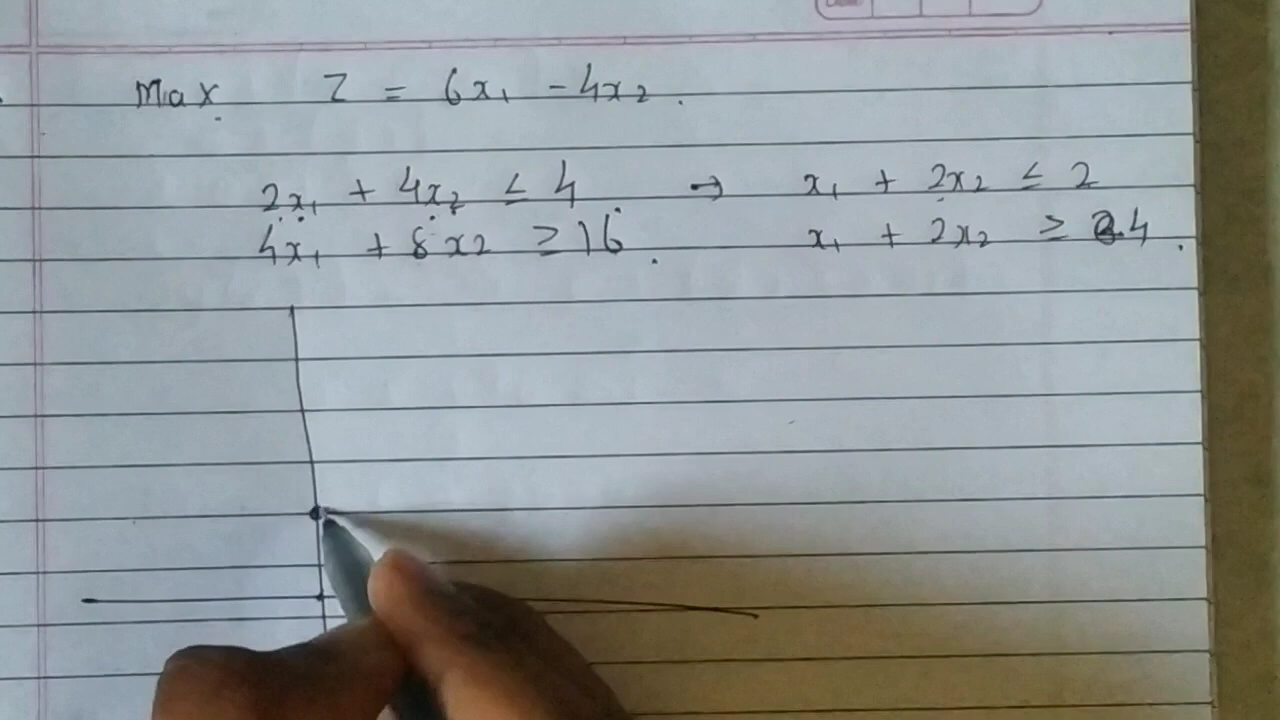 Max Z = 6x₁ - 4x₂.
2x₁ + 4x₂ ≤ 4 → x₁ + 2x₂ ≤ 2
4x₁ + 8x₂ ≥ 16. x₁ + 2x₂ ≥ 4.